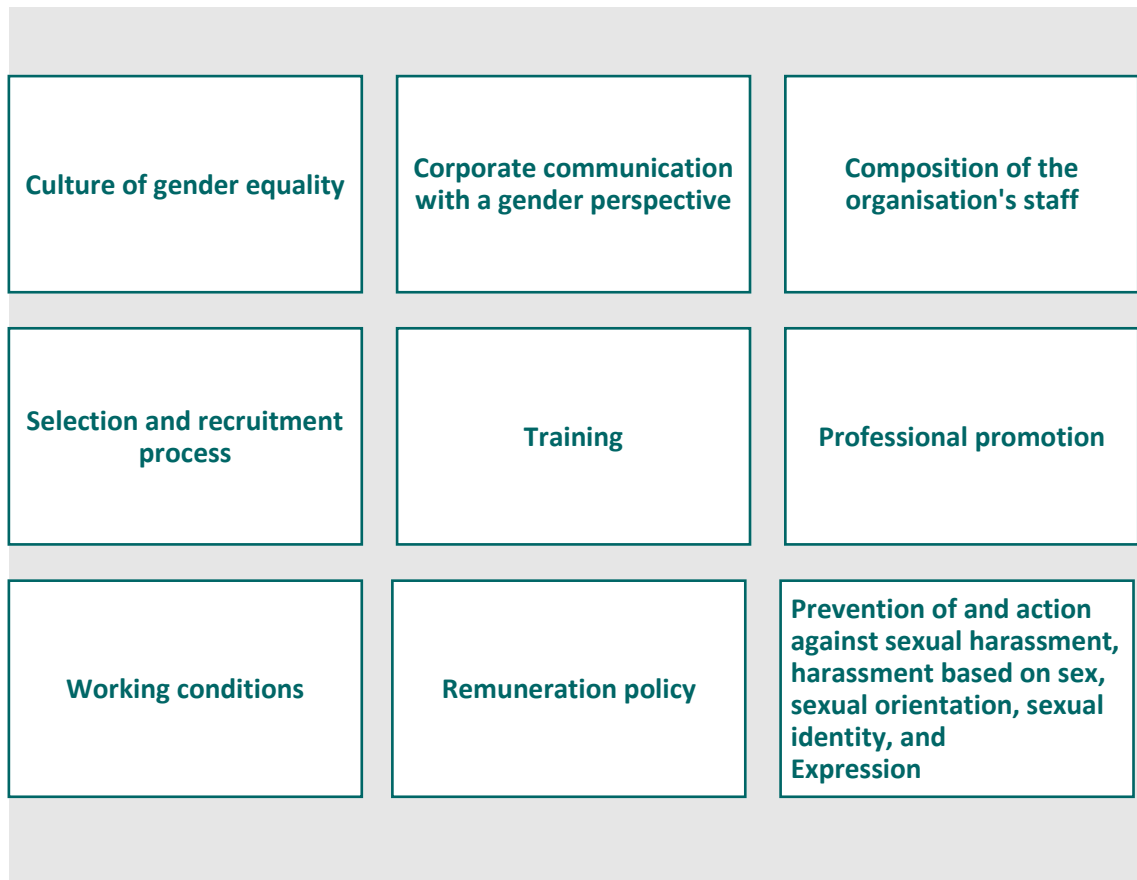 Culture of gender equality
Corporate communication
with a gender perspective
Composition of the
organisation's staff
Selection and recruitment
process
Training
Professional promotion
Working conditions
Remuneration policy
Prevention of and action
against sexual harassment,
harassment based on sex,
sexual orientation, sexual
identity, and
Expression